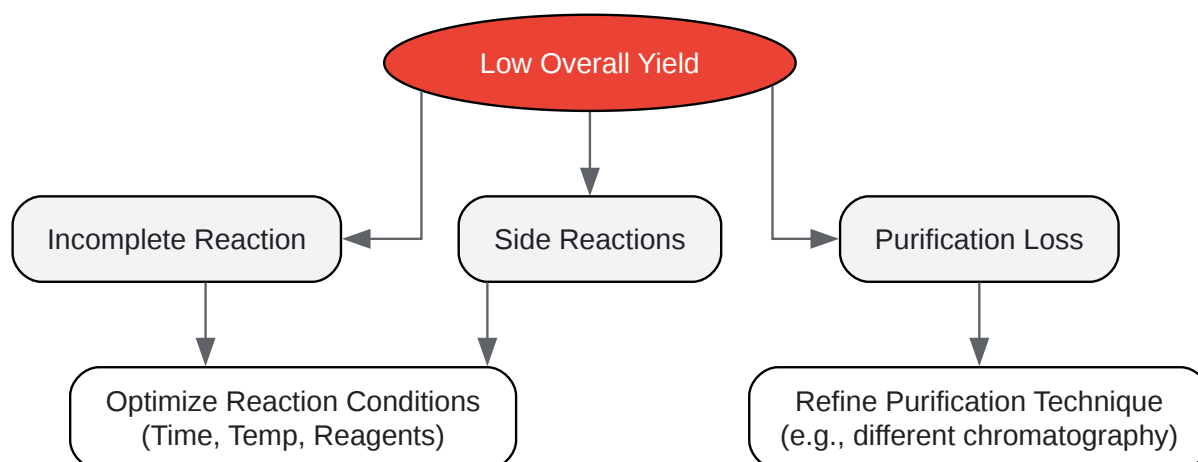 Low Overall Yield
Incomplete Reaction
Side Reactions
Purification Loss
Optimize Reaction Conditions
(Time, Temp, Reagents)
Refine Purification Technique
(e.g., different chromatography)